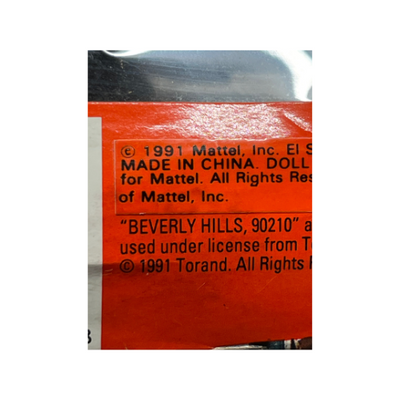 © 1991 Mattel, Inc. El S
MADE IN CHINA. DOLL
for Mattel. All Rights Res
of Mattel, Inc.
"BEVERLY HILLS, 90210" a
used under license from T
© 1991 Torand. All Rights